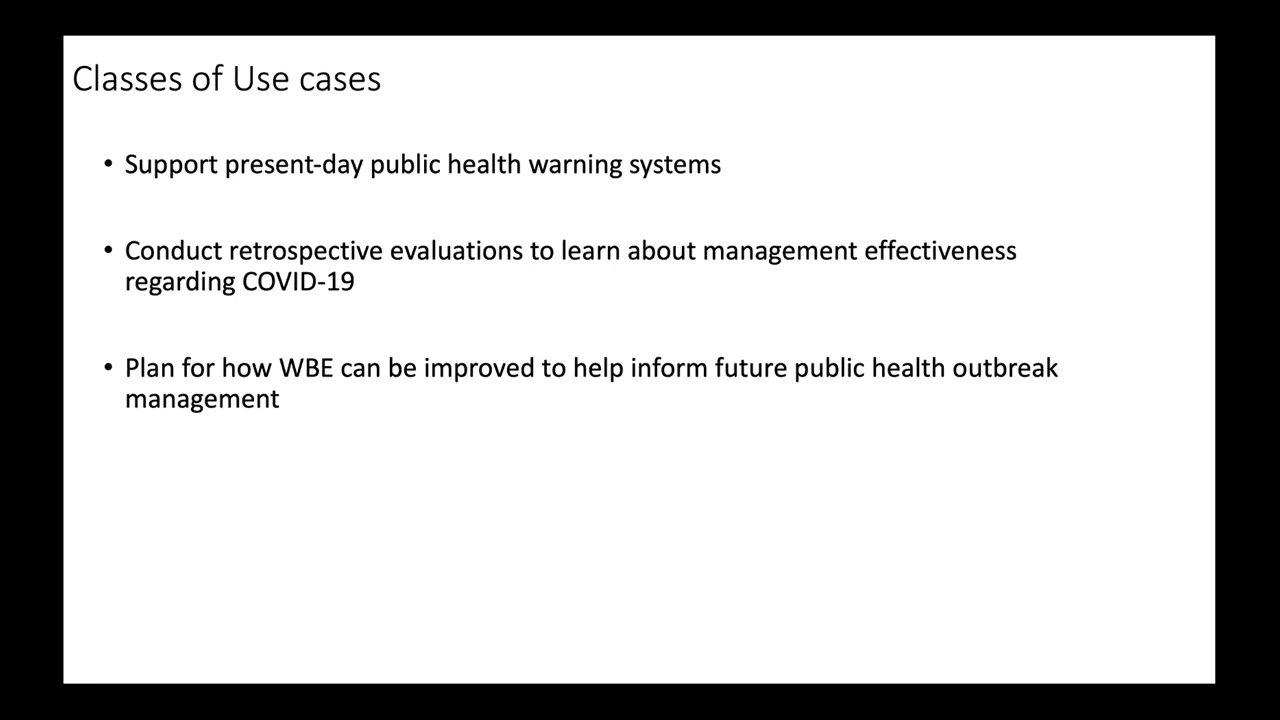 Classes of Use cases
• Support present-day public health warning systems
• Conduct retrospective evaluations to learn about management effectiveness
regarding COVID-19
• Plan for how WBE can be improved to help inform future public health outbreak
management